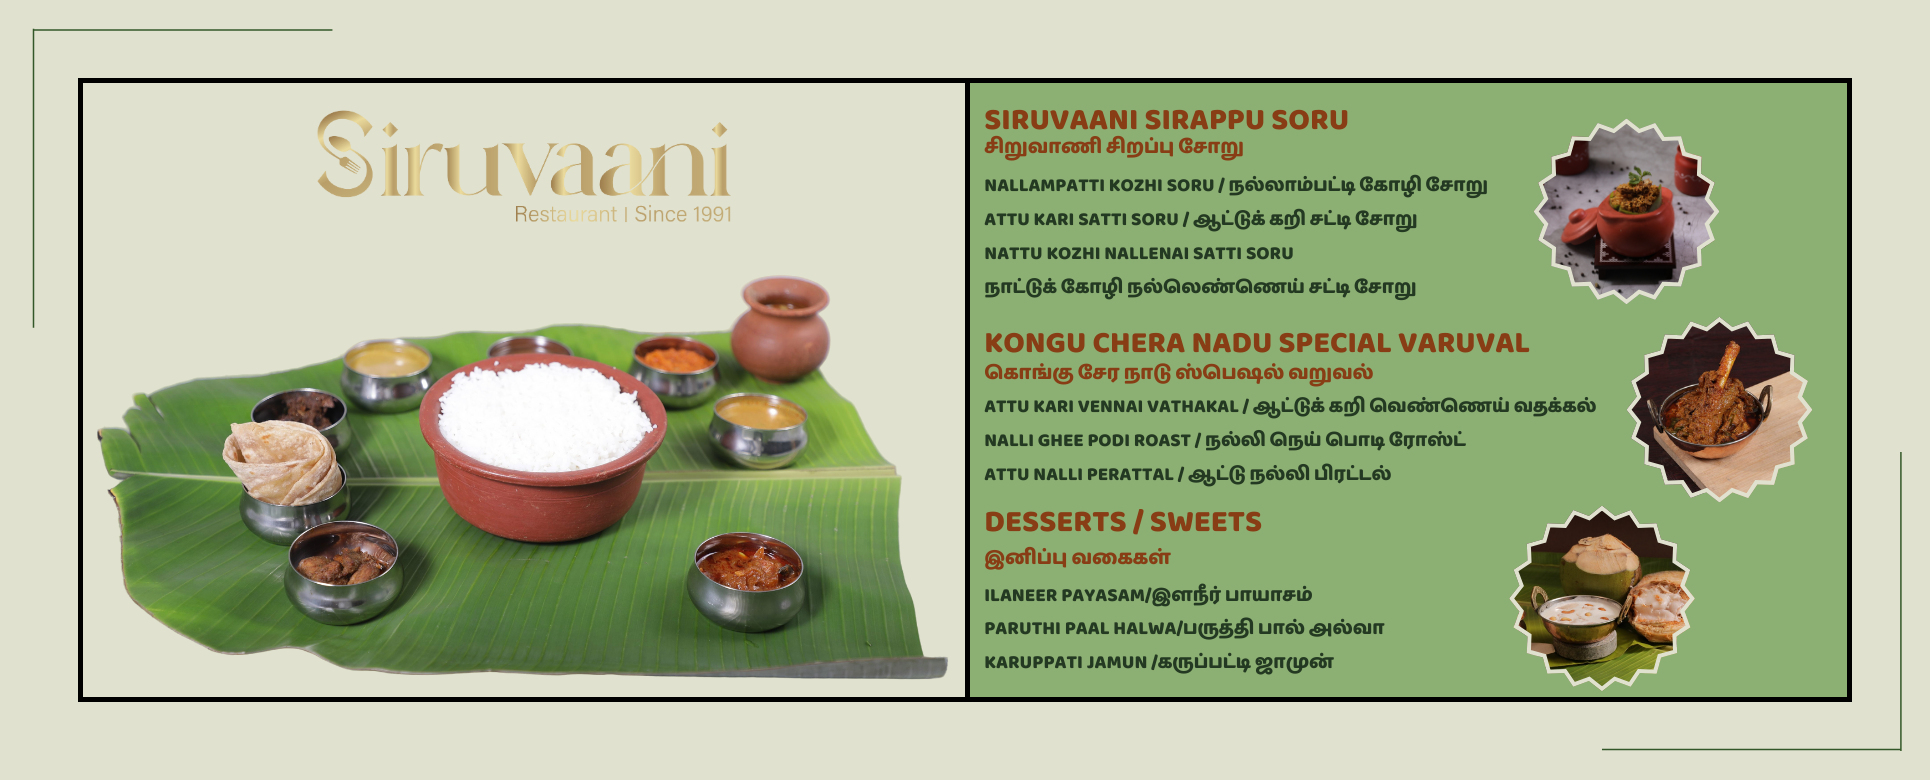 Siruvaani
Restaurant | Since 1991
SIRUVAANI SIRAPPU SORU
சிறுவாணி சிறப்பு சோறு
NALLAMPATTI KOZHI SORU / நல்லாம்பட்டி கோழி சோறு
ATTU KARI SATTI SORU / ஆட்டுக் கறி சட்டி சோறு
NATTU KOZHI NALLENAI SATTI SORU
நாட்டுக் கோழி நல்லெண்ணெய் சட்டி சோறு
KONGU CHERA NADU SPECIAL VARUVAL
கொங்கு சேர நாடு ஸ்பெஷல் வறுவல்
ATTU KARI VENNAI VATHAKAL / ஆட்டுக் கறி வெண்ணெய் வதக்கல்
NALLI GHEE PODI ROAST / நல்லி நெய் பொடி ரோஸ்ட்
ATTU NALLI PERATTAL / ஆட்டு நல்லி பிரட்டல்
DESSERTS / SWEETS
இனிப்பு வகைகள்
ILANEER PAYASAM/இளநீர் பாயாசம்
PARUTHI PAAL HALWA/பருத்தி பால் அல்வா
KARUPPATI JAMUN /கருப்பட்டி ஜாமுன்